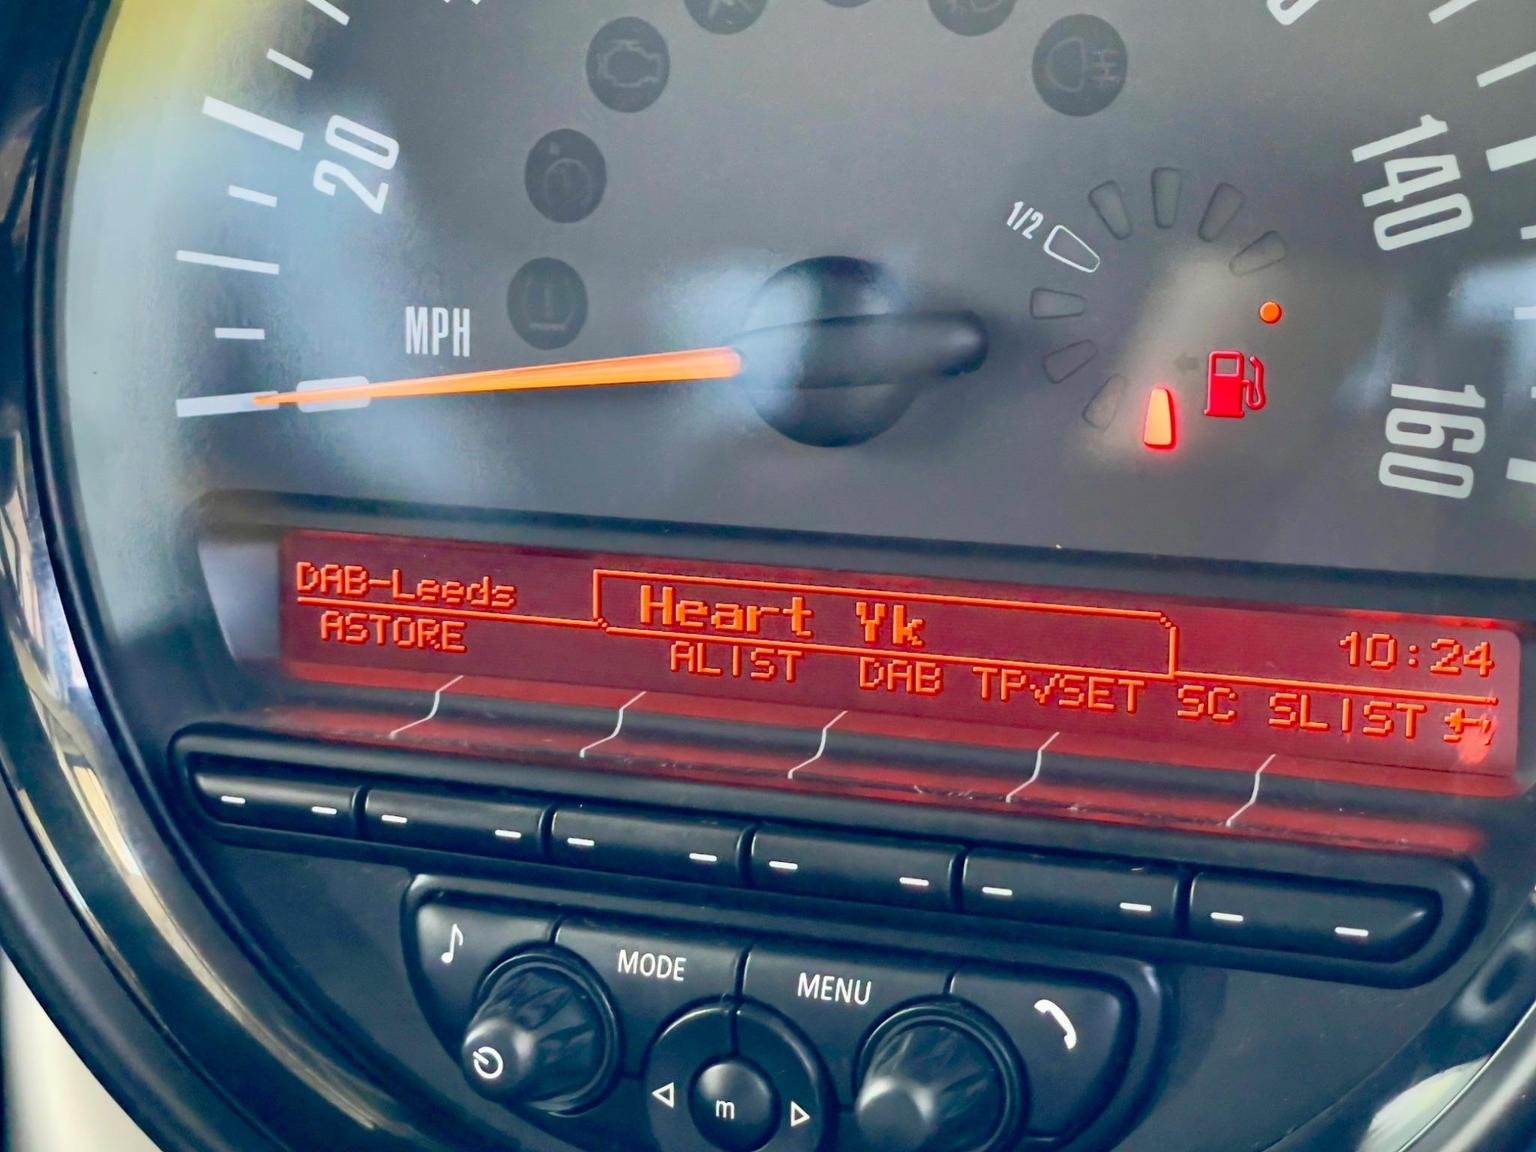 20
MPH
1/2
140
160
DAB-Leeds
Heart Yk
10:24
ASTORE
ALIST
DAB
TP√SET
SC
SLIST
MODE
MENU
m